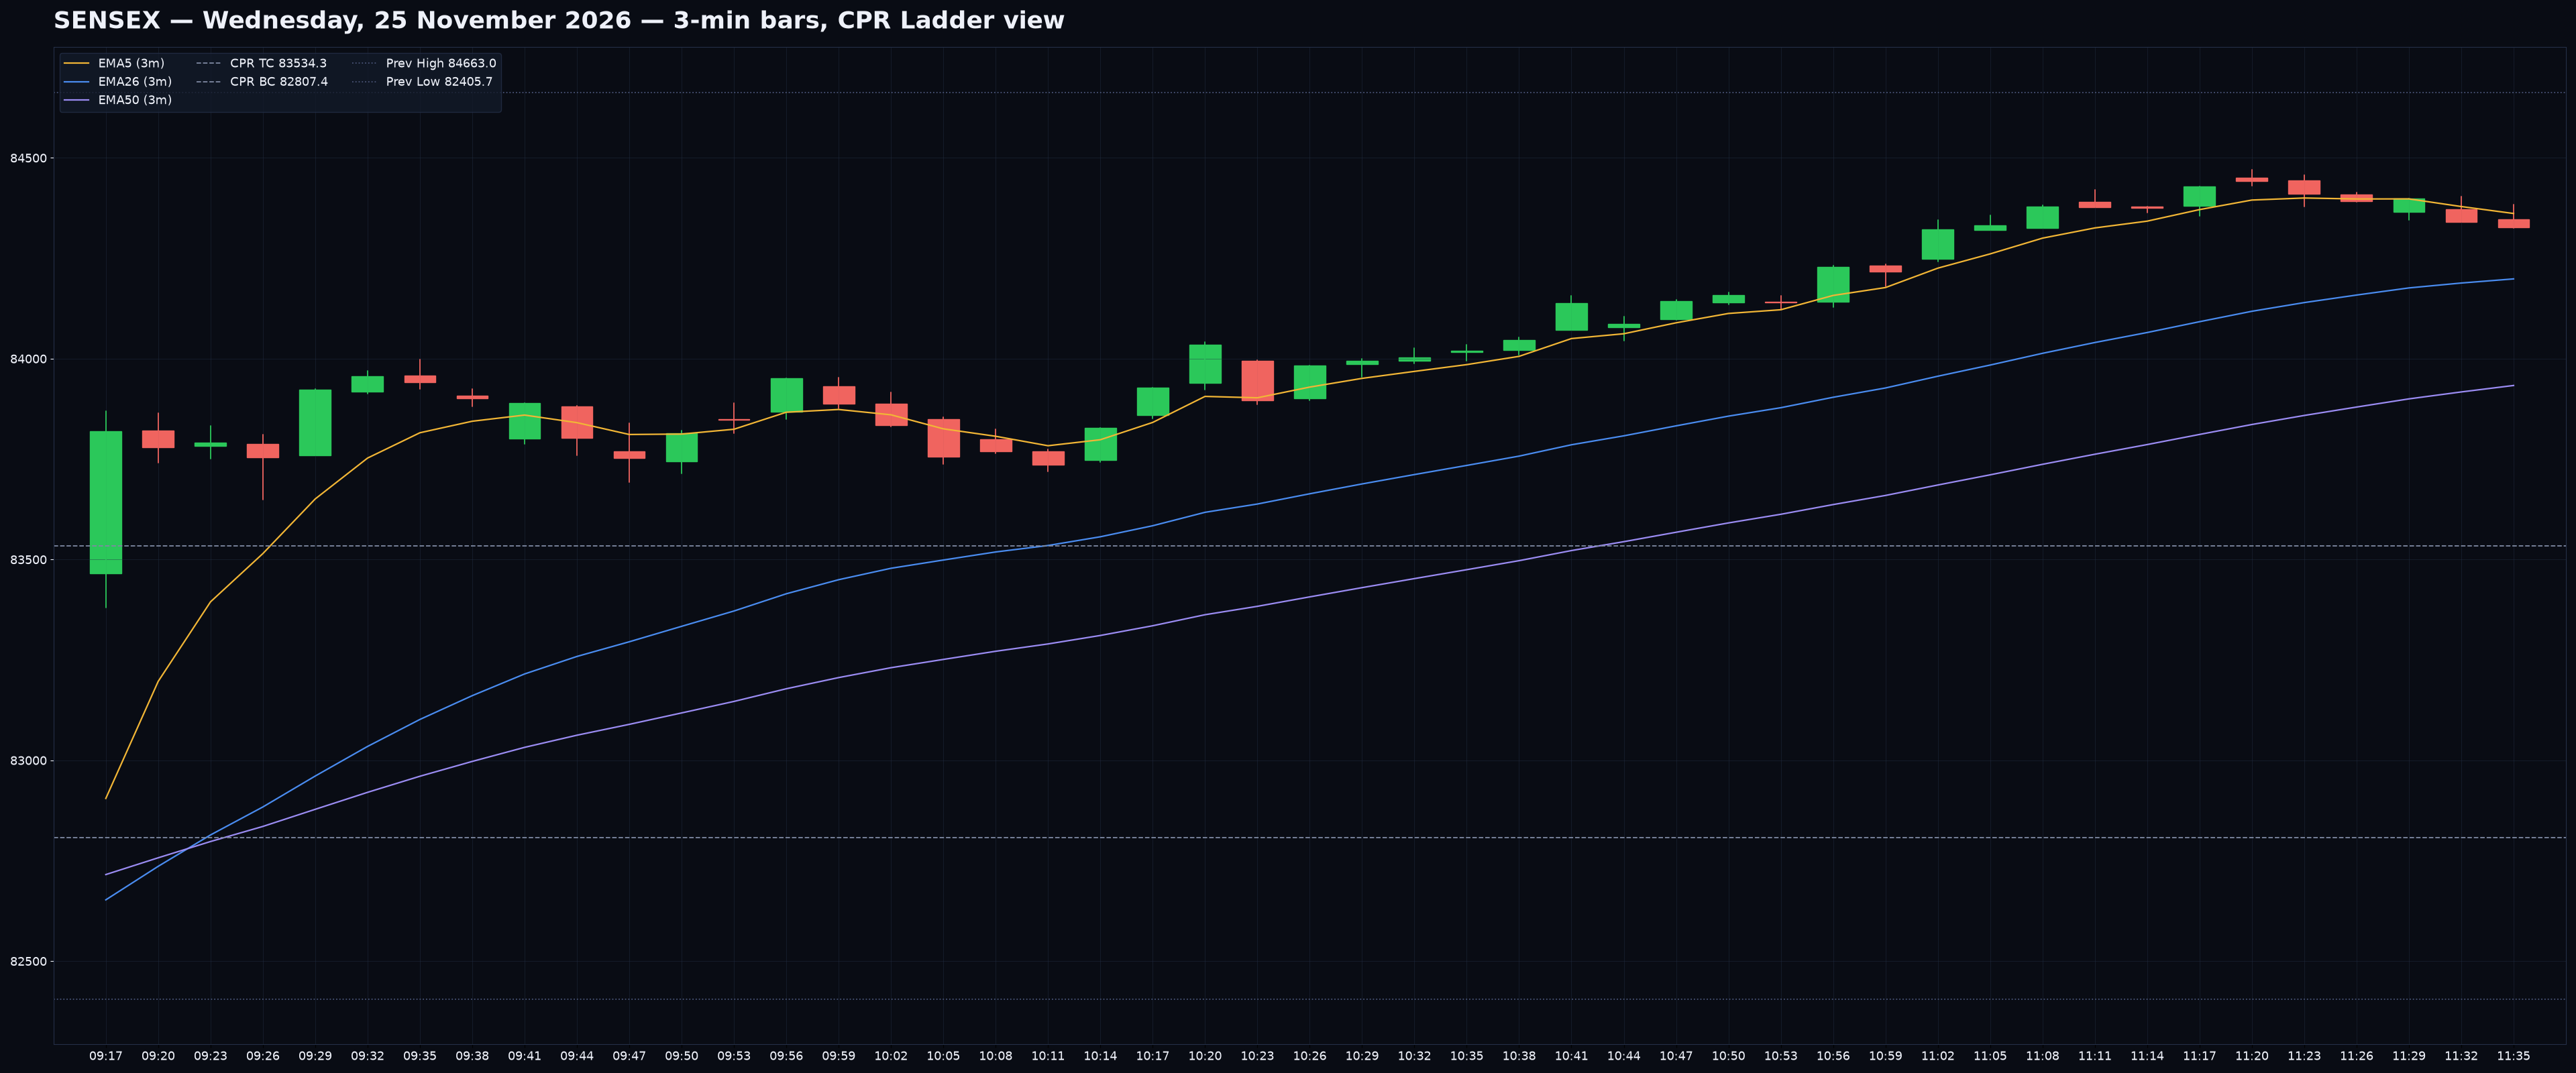 SENSEX — Wednesday, 25 November 2026 — 3-min bars, CPR Ladder view
EMA5 (3m) CPR TC 83534.3 Prev High 84663.0
EMA26 (3m) CPR BC 82807.4 Prev Low 82405.7
EMA50 (3m)
84500
84000
83500
83000
82500
09:17 09:20 09:23 09:26 09:29 09:32 09:35 09:38 09:41 09:44 09:47 09:50 09:53 09:56 09:59 10:02 10:05 10:08 10:11 10:14 10:17 10:20 10:23 10:26 10:29 10:32 10:35 10:38 10:41 10:44 10:47 10:50 10:53 10:56 10:59 11:02 11:05 11:08 11:11 11:14 11:17 11:20 11:23 11:26 11:29 11:32 11:35